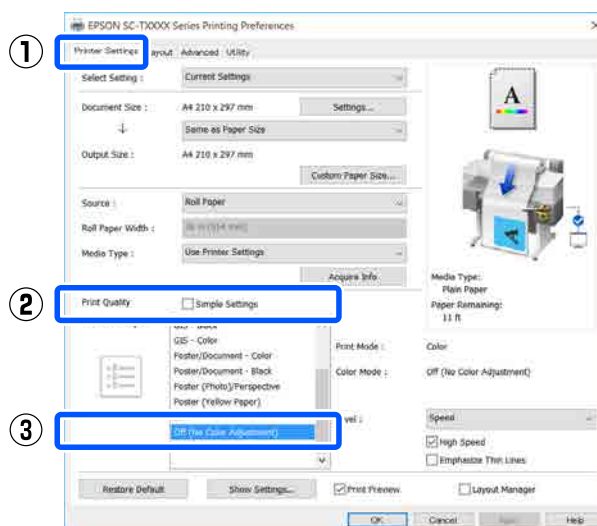 EPSON SC-TXXXX Series Printing Preferences
1
Printer Settings ayout Advanced Utility
Select Setting : Current Settings
Document Size : A4 210 x 297 mm Settings...
Same as Paper Size
Output Size : A4 210 x 297 mm
Custom Paper Size...
Source : Roll Paper
Roll Paper Width :
Media Type : Use Printer Settings
Acquire Info
A
Media Type:
Plain Paper
Paper Remaining:
11 ft
2
Print Quality Simple Settings
GIS - Black
GIS - Color
Poster/Document - Color
Poster/Document - Black
Poster (Photo)/Perspective
Poster (Yellow Paper)
3
Off (No Color Adjustment)
Print Mode : Color
Color Mode : Off (No Color Adjustment)
evel : Speed
High Speed
Emphasize Thin Lines
Restore Default Show Settings... Print Preview Layout Manager
OK Cancel Help